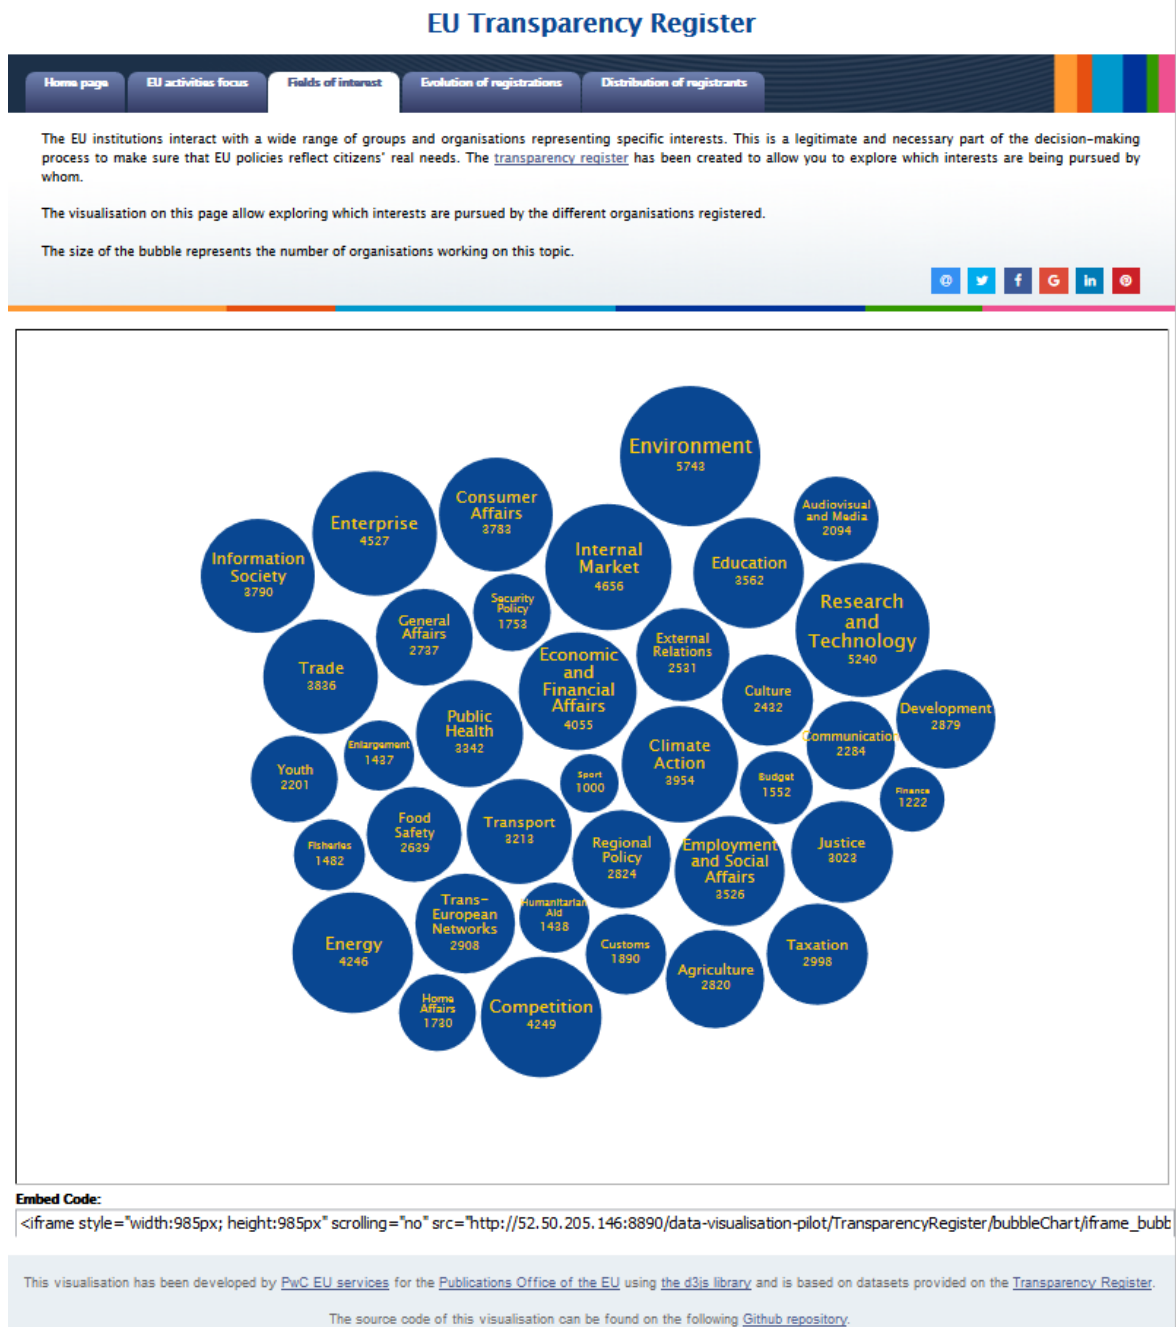 EU Transparency Register
Home page
EU activities focus
Fields of interest
Evolution of registrations
Distribution of registrants
The EU institutions interact with a wide range of groups and organisations representing specific interests. This is a legitimate and necessary part of the decision-making
process to make sure that EU policies reflect citizens' real needs. The transparency register has been created to allow you to explore which interests are being pursued by
whom.
The visualisation on this page allow exploring which interests are pursued by the different organisations registered.
The size of the bubble represents the number of organisations working on this topic.
@
f
G
in
Environment
5743
Consumer
Affairs
3783
Enterprise
4527
Audiovisual
and Media
2094
Information
Society
3790
Internal
Market
4656
Education
3562
Security
Policy
1753
Research
and
Technology
5240
General
Affairs
2737
External
Relations
2531
Trade
3836
Economic
and
Financial
Affairs
4055
Culture
2432
Development
2879
Public
Health
3342
Enlargement
1437
Climate
Action
3954
Communication
2284
Youth
2201
Sport
1000
Budget
1552
Finance
1222
Food
Safety
2639
Transport
3213
Fisheries
1482
Regional
Policy
2824
Employment
and Social
Affairs
3526
Justice
3023
Trans-
European
Networks
2908
Humanitarian
Aid
1438
Energy
4246
Customs
1890
Taxation
2998
Agriculture
2820
Home
Affairs
1730
Competition
4249
Embed Code:
<iframe style="width:985px; height:985px" scrolling="no" src="http://52.50.205.146:8890/data-visualisation-pilot/TransparencyRegister/bubbleChart/iframe_bubb
This visualisation has been developed by PwC EU services for the Publications Office of the EU using the d3js library and is based on datasets provided on the Transparency Register.
The source code of this visualisation can be found on the following Github repository.